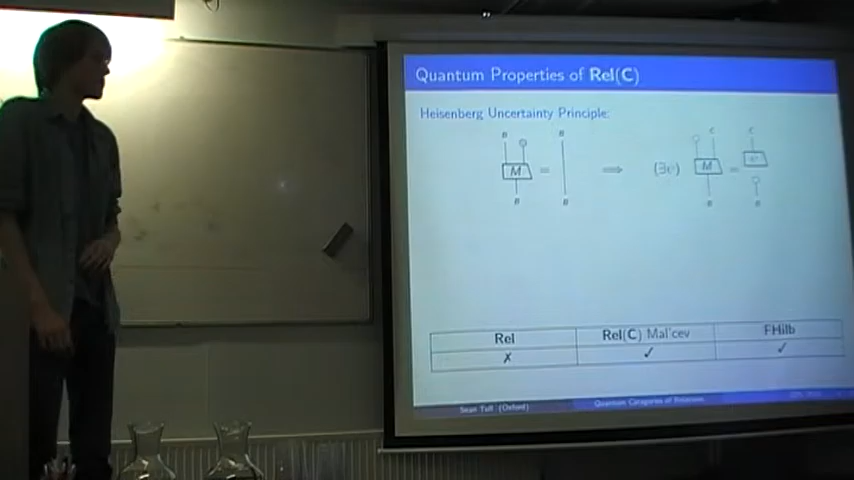 Quantum Properties of Rel(C)
Heisenberg Uncertainty Principle:
B B C C
M = ⟹ (∃ψ) M =
B B B B
Rel Rel(C) Mal'cev FHilb
✗ ✓ ✓
Sean Tull (Oxford) Quantum Categories of Relations